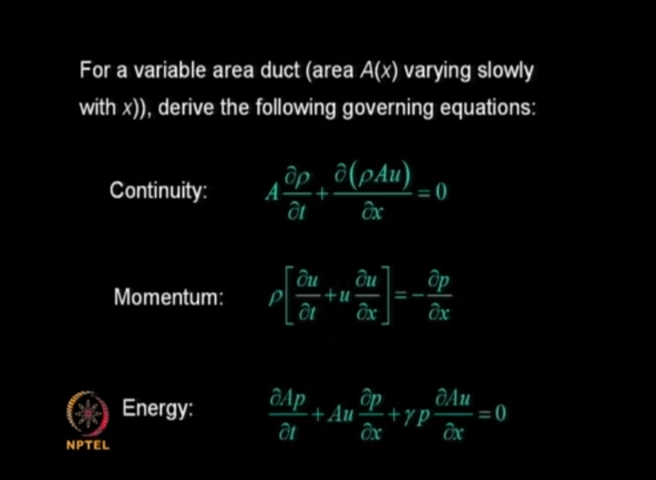 For a variable area duct (area A(x) varying slowly
with x)), derive the following governing equations:
Continuity: A ∂ρ/∂t + ∂(ρAu)/∂x = 0
Momentum: ρ[∂u/∂t + u ∂u/∂x] = −∂p/∂x
Energy: ∂Ap/∂t + Au ∂p/∂x + γp ∂Au/∂x = 0
NPTEL